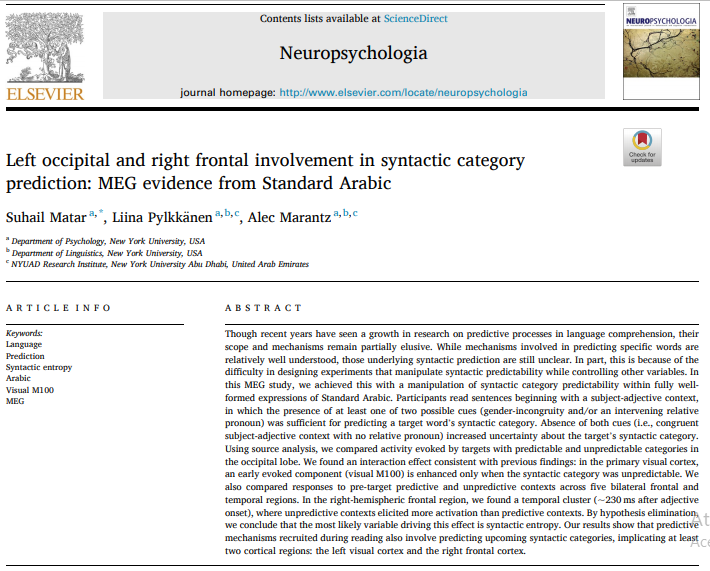 Contents lists available at ScienceDirect
Neuropsychologia
journal homepage: http://www.elsevier.com/locate/neuropsychologia
ELSEVIER
NEUROPSYCHOLOGIA
Check for
updates
Left occipital and right frontal involvement in syntactic category
prediction: MEG evidence from Standard Arabic
Suhail Matar a,*, Liina Pylkkänen a,b,c, Alec Marantz a,b,c
a Department of Psychology, New York University, USA
b Department of Linguistics, New York University, USA
c NYUAD Research Institute, New York University Abu Dhabi, United Arab Emirates
ARTICLE INFO
Keywords:
Language
Prediction
Syntactic entropy
Arabic
Visual M100
MEG
ABSTRACT
Though recent years have seen a growth in research on predictive processes in language comprehension, their
scope and mechanisms remain partially elusive. While mechanisms involved in predicting specific words are
relatively well understood, those underlying syntactic prediction are still unclear. In part, this is because of the
difficulty in designing experiments that manipulate syntactic predictability while controlling other variables. In
this MEG study, we achieved this with a manipulation of syntactic category predictability within fully well-
formed expressions of Standard Arabic. Participants read sentences beginning with a subject-adjective context,
in which the presence of at least one of two possible cues (gender-incongruity and/or an intervening relative
pronoun) was sufficient for predicting a target word's syntactic category. Absence of both cues (i.e., congruent
subject-adjective context with no relative pronoun) increased uncertainty about the target's syntactic category.
Using source analysis, we compared activity evoked by targets with predictable and unpredictable categories in
the occipital lobe. We found an interaction effect consistent with previous findings: in the primary visual cortex,
an early evoked component (visual M100) is enhanced only when the syntactic category was unpredictable. We
also compared responses to pre-target predictive and unpredictive contexts across five bilateral frontal and
temporal regions. In the right-hemispheric frontal region, we found a temporal cluster (~230 ms after adjective
onset), where unpredictive contexts elicited more activation than predictive contexts. By hypothesis elimination,
we conclude that the most likely variable driving this effect is syntactic entropy. Our results show that predictive
mechanisms recruited during reading also involve predicting upcoming syntactic categories, implicating at least
two cortical regions: the left visual cortex and the right frontal cortex.